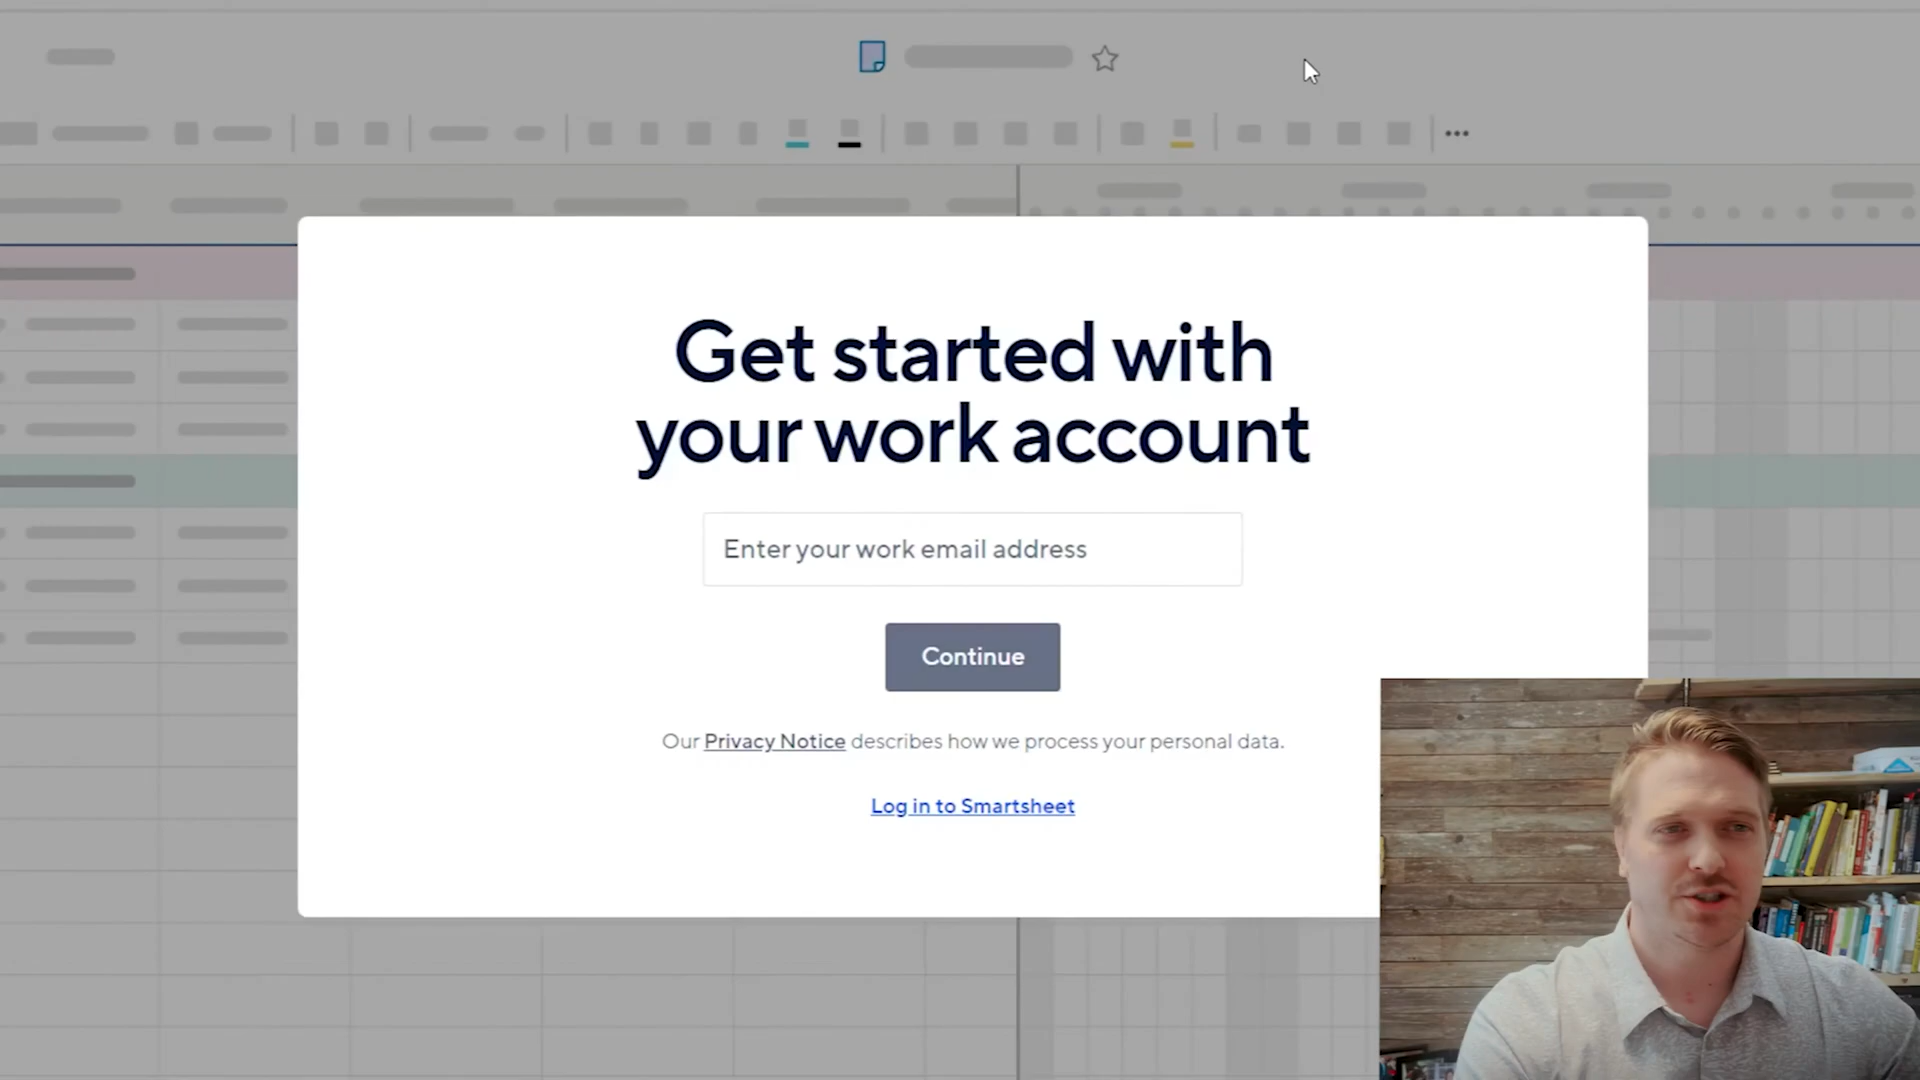 Get started with
your work account
Enter your work email address
Continue
Our Privacy Notice describes how we process your personal data.
Log in to Smartsheet